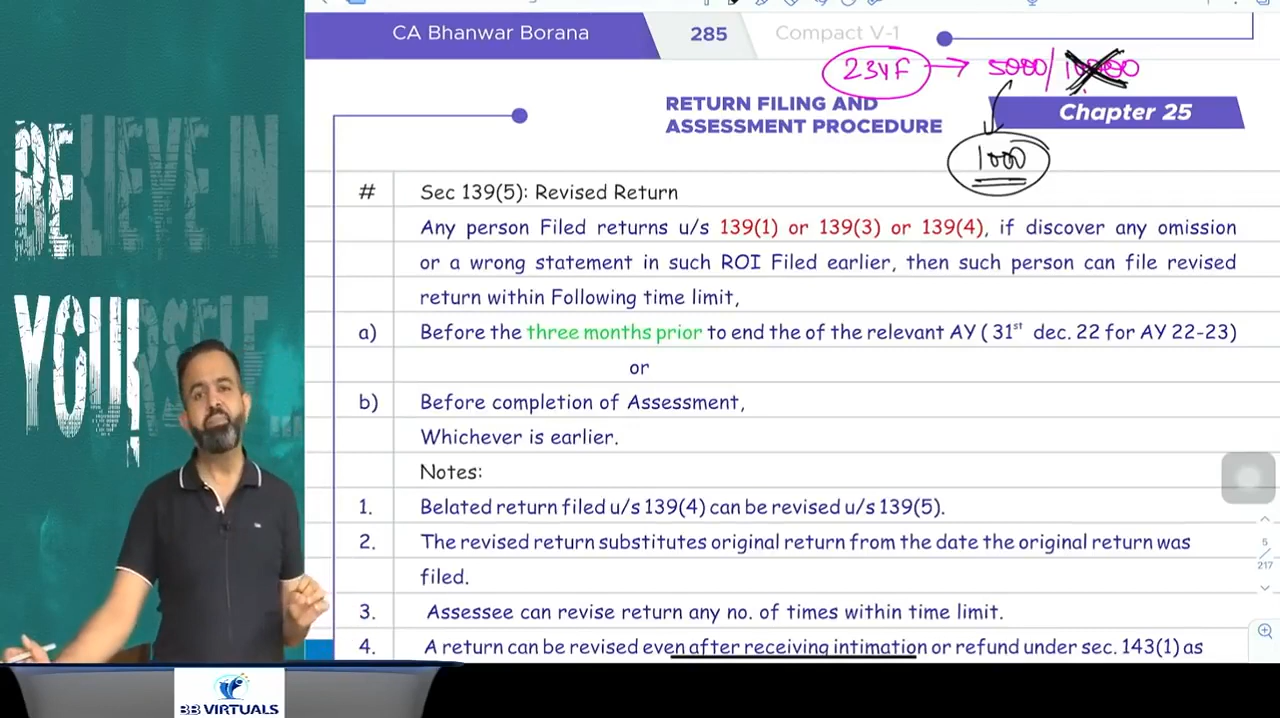 BELIEVE IN
YOURSELF...
CA Bhanwar Borana
285
Compact V-1
234F → 5000/ 10000
1000
RETURN FILING AND
ASSESSMENT PROCEDURE
Chapter 25
# Sec 139(5): Revised Return
Any person Filed returns u/s 139(1) or 139(3) or 139(4), if discover any omission
or a wrong statement in such ROI Filed earlier, then such person can file revised
return within Following time limit,
a) Before the three months prior to end the of the relevant AY ( 31st dec. 22 for AY 22-23)
or
b) Before completion of Assessment,
Whichever is earlier.
Notes:
1. Belated return filed u/s 139(4) can be revised u/s 139(5).
2. The revised return substitutes original return from the date the original return was
filed.
3. Assessee can revise return any no. of times within time limit.
4. A return can be revised even after receiving intimation or refund under sec. 143(1) as
5
217
BB VIRTUALS